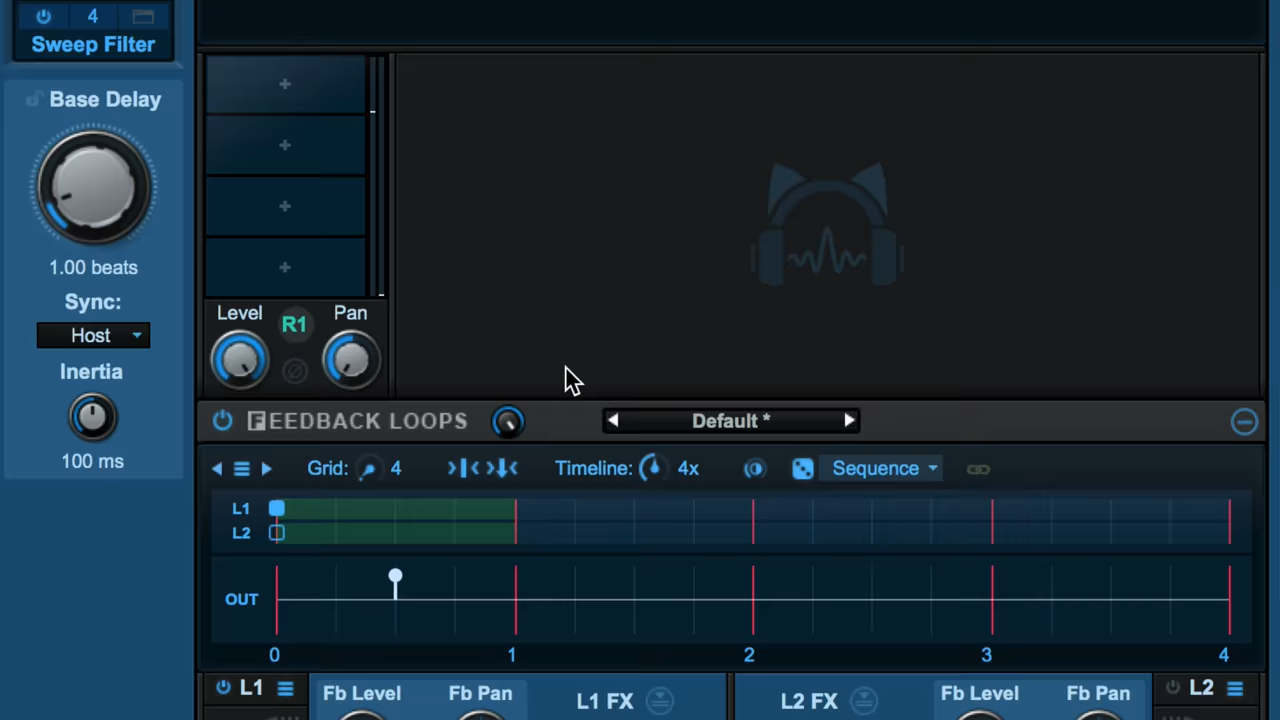 4
Sweep Filter
Base Delay
1.00 beats
Sync:
Host
Inertia
100 ms
Level
R1
Pan
FEEDBACK LOOPS
Default *
Grid:
4
Timeline:
4x
Sequence
L1
L2
OUT
0
1
2
3
4
L1
Fb Level
Fb Pan
L1 FX
L2 FX
Fb Level
Fb Pan
L2